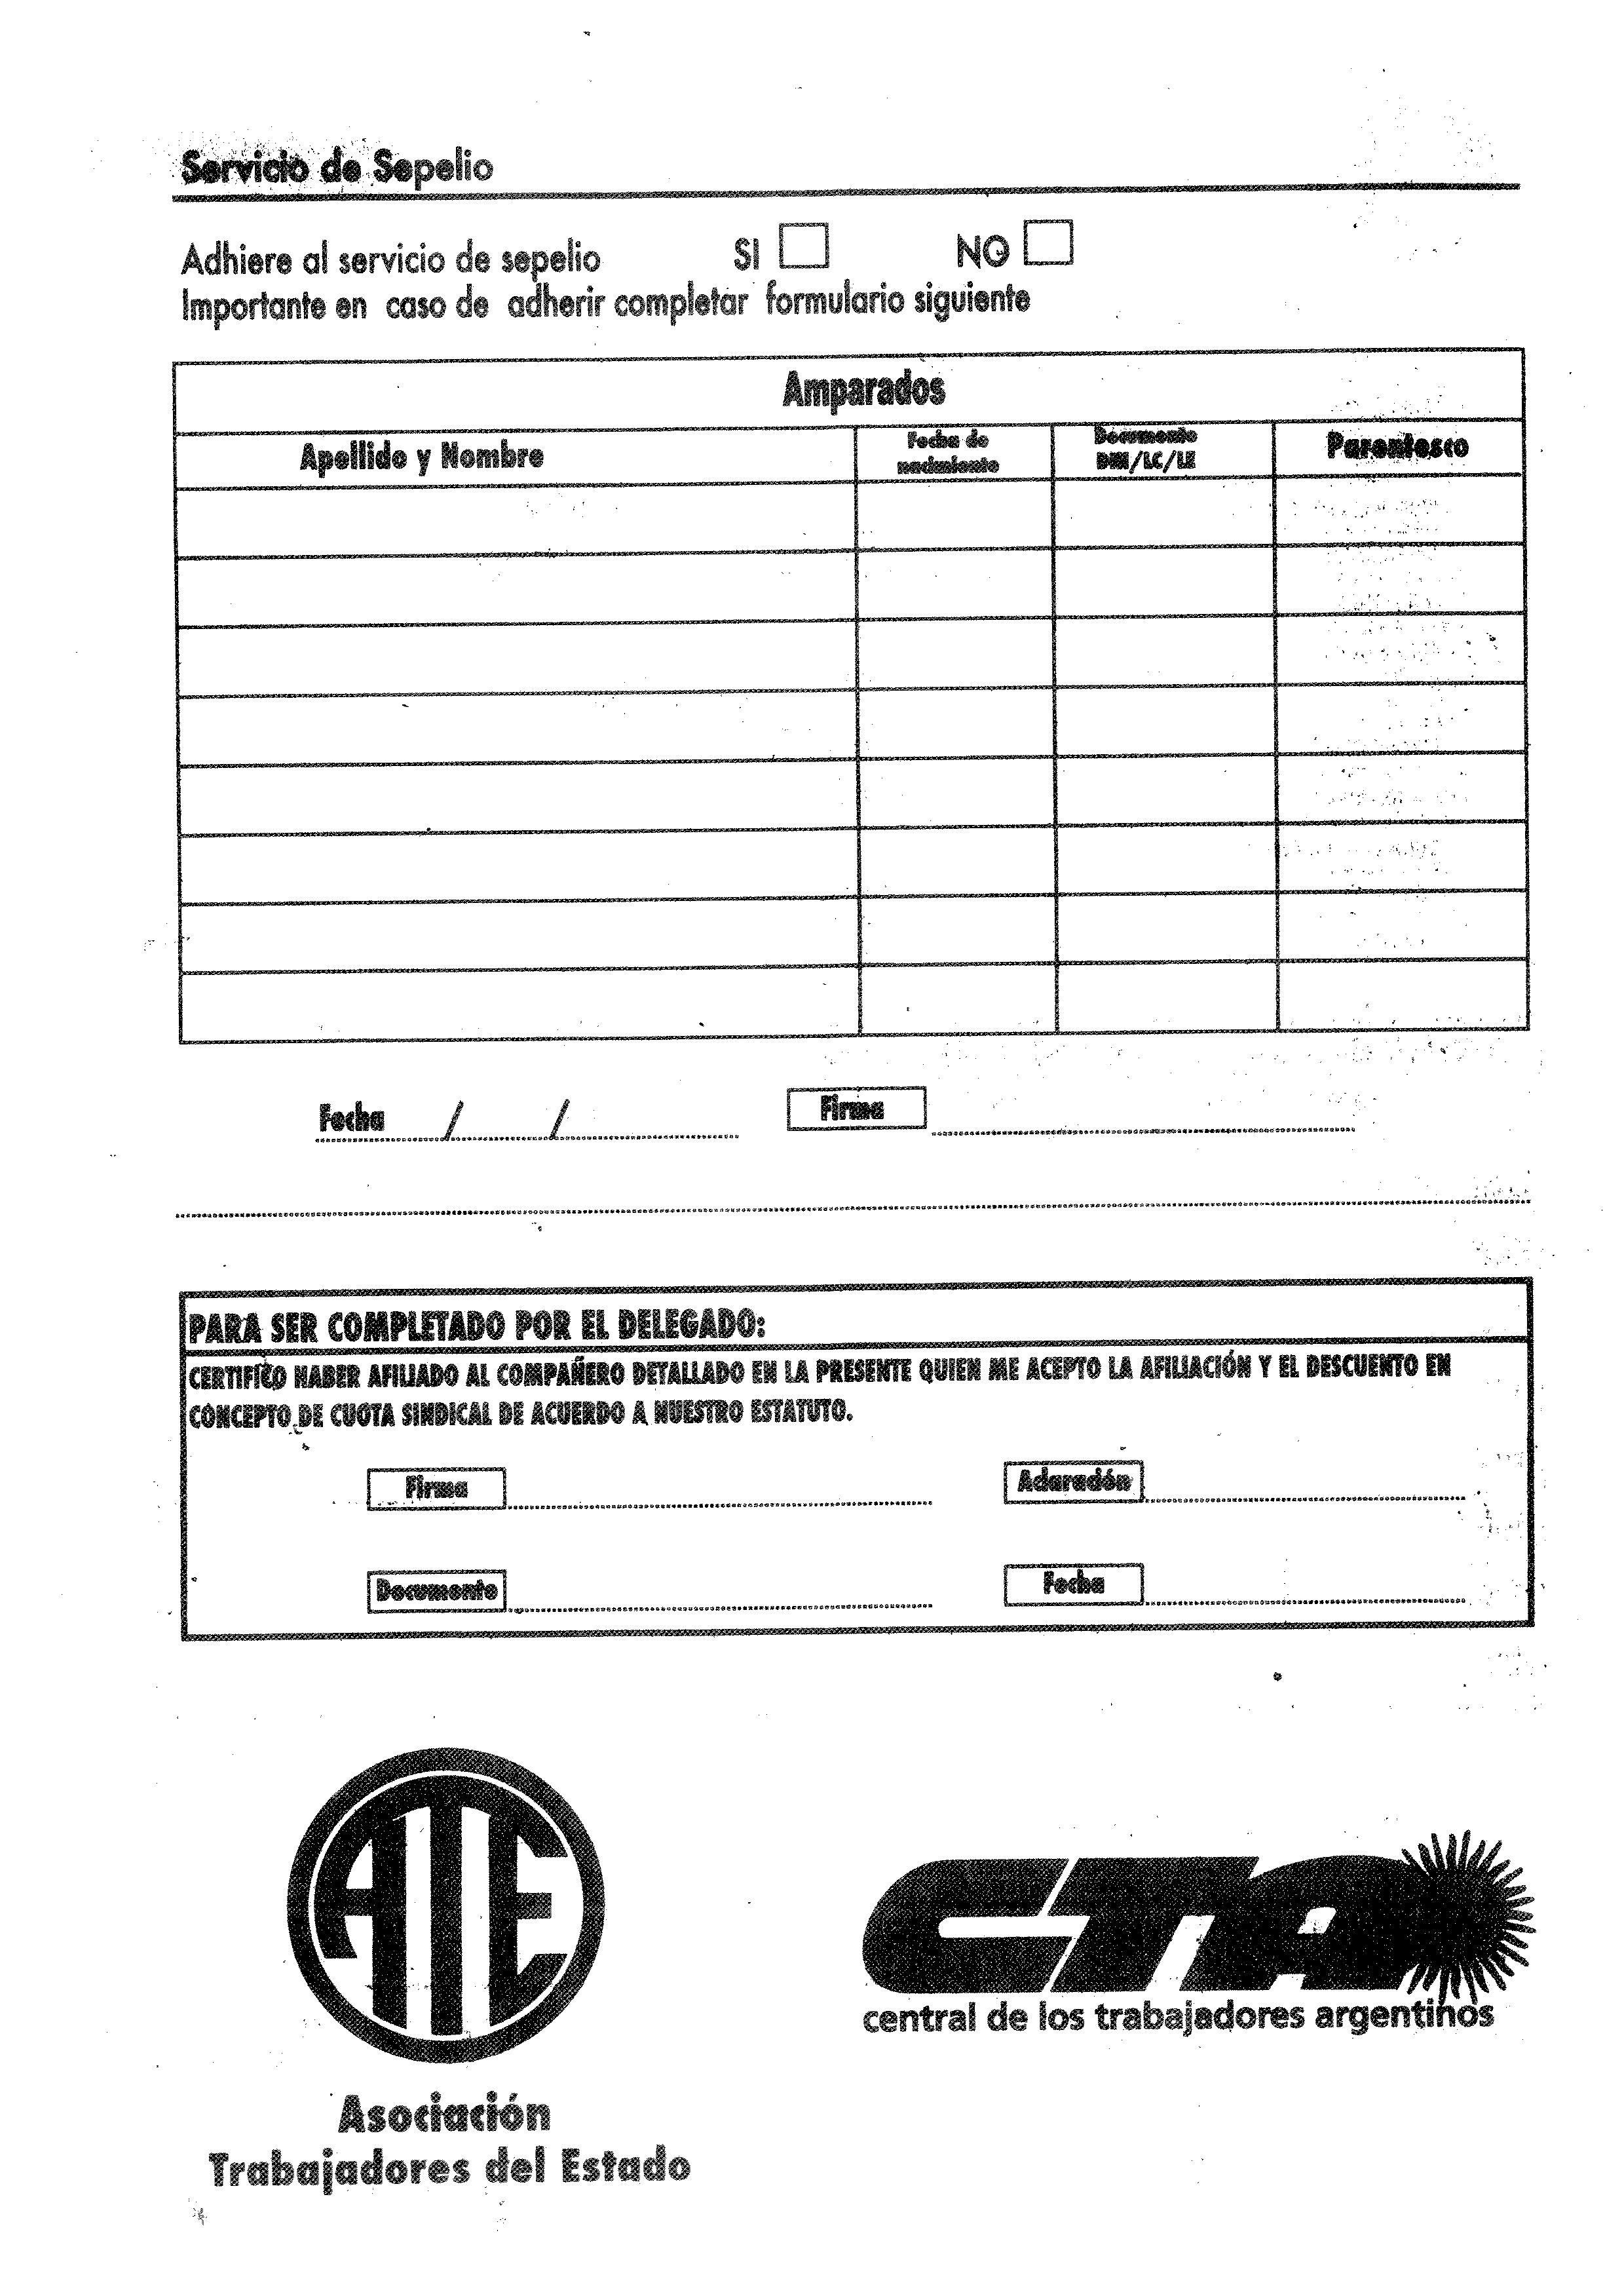 Servicio de Sepelio
Adhiere al servicio de sepelio SI NO
Importante en caso de adherir completar formulario siguiente
Amparados
Apellido y Nombre
Fecha de
nacimiento
Documento
DNI/LC/LE
Parentesco
Fecha / / Firma
PARA SER COMPLETADO POR EL DELEGADO:
CERTIFICO HABER AFILIADO AL COMPAÑERO DETALLADO EN LA PRESENTE QUIEN ME ACEPTO LA AFILIACIÓN Y EL DESCUENTO EN
CONCEPTO DE CUOTA SINDICAL DE ACUERDO A NUESTRO ESTATUTO.
Firma Aclaración
Documento Fecha
ATE
Asociación
Trabajadores del Estado
CTA
central de los trabajadores argentinos